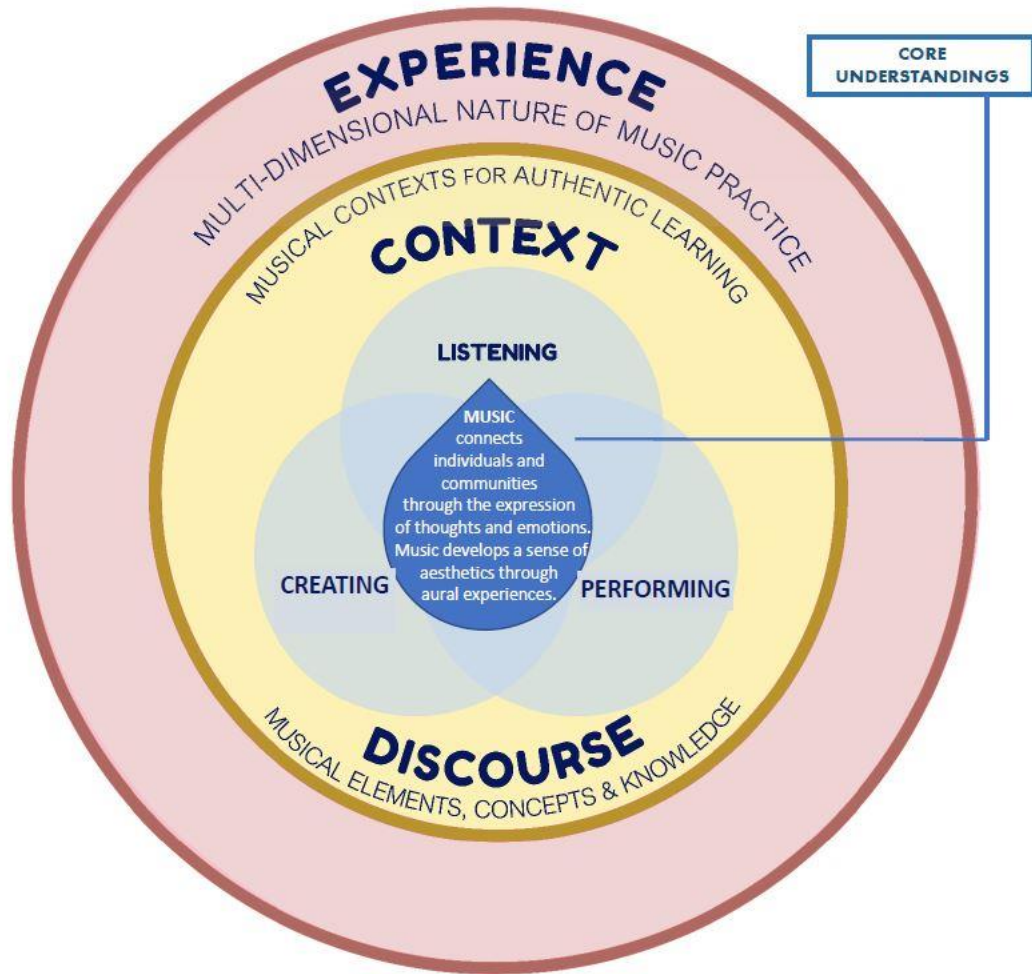 EXPERIENCE
MULTI-DIMENSIONAL NATURE OF MUSIC PRACTICE
CORE
UNDERSTANDINGS
MUSICAL CONTEXTS FOR AUTHENTIC LEARNING
CONTEXT
LISTENING
MUSIC
connects
individuals and
communities
through the expression
of thoughts and emotions.
Music develops a sense of
aesthetics through
aural experiences.
CREATING
PERFORMING
DISCOURSE
MUSICAL ELEMENTS, CONCEPTS & KNOWLEDGE